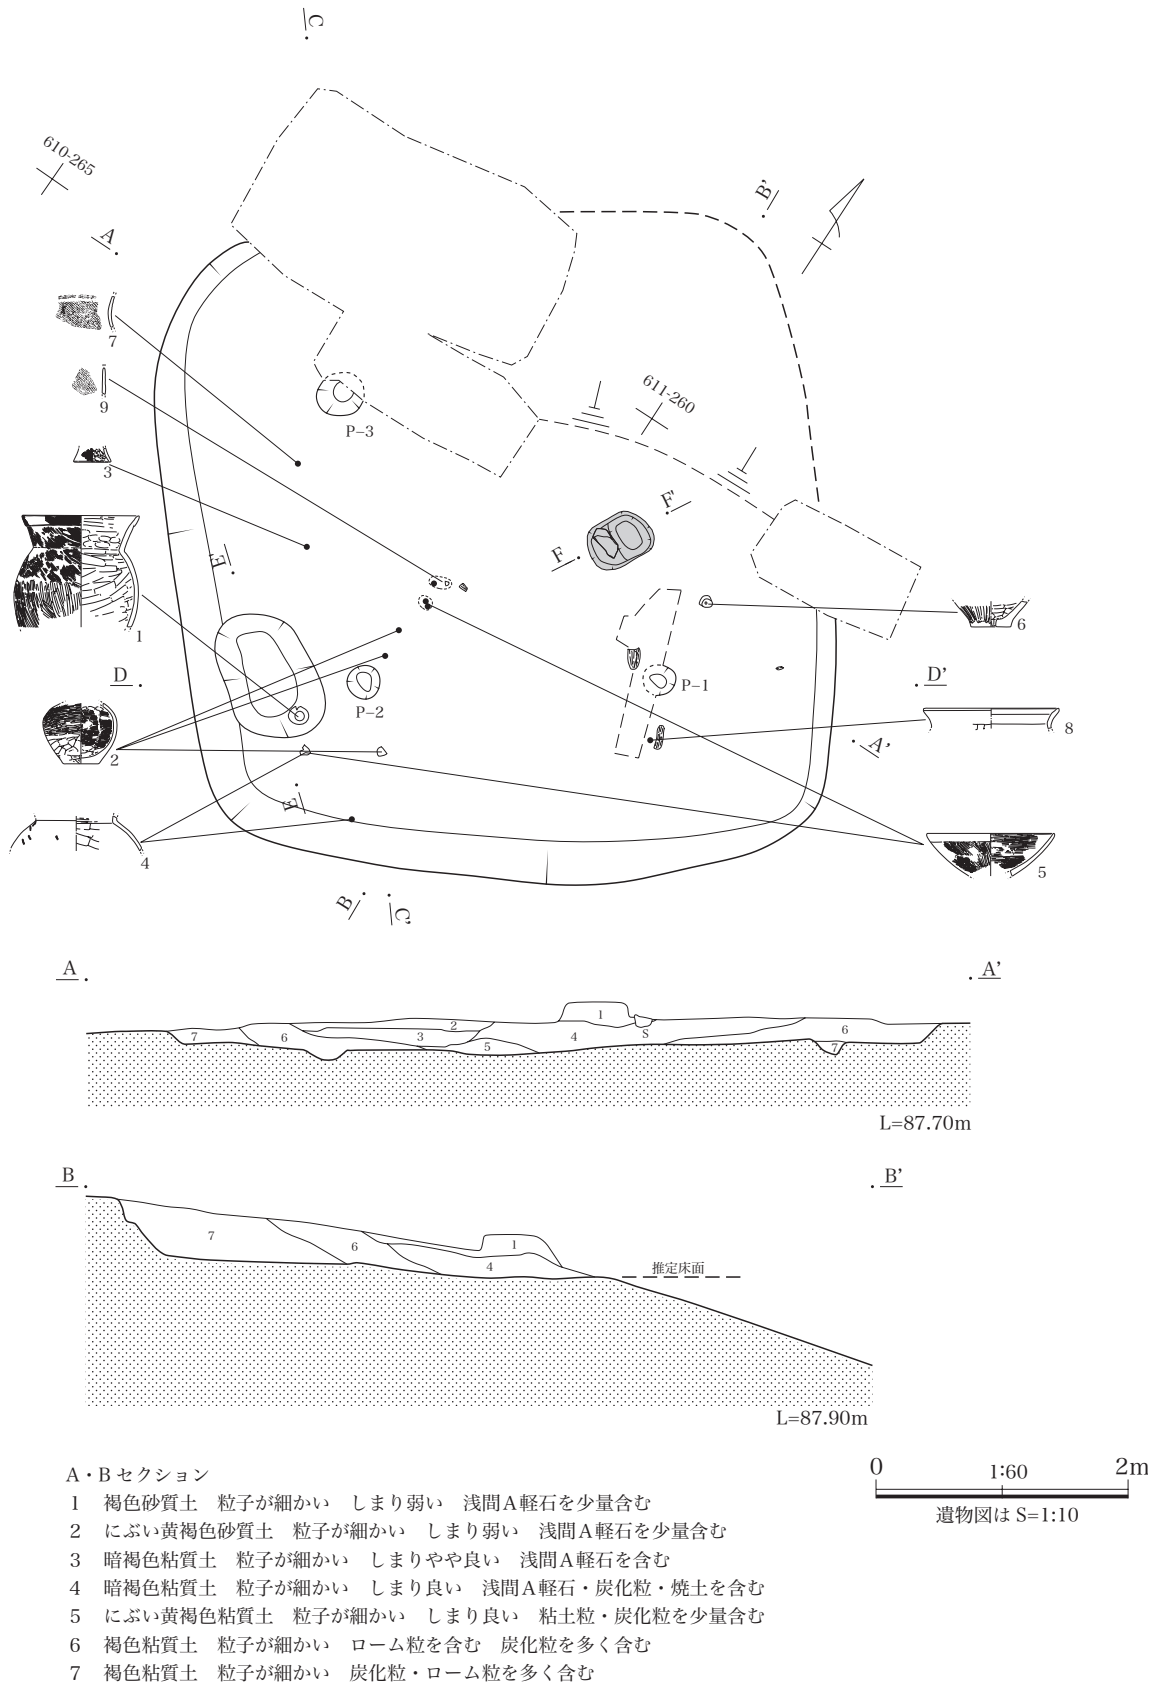 C
610-265
A
B’
7
9
611-260
P–3
3
F’
E’
F
1
6
D
P–1
D’
P–2
8
2
A’
E
4
5
B
C’
A
A’
1
2
7
6
3
4
S
6
5
7
L=87.70m
B
B’
7
6
1
4
推定床面
L=87.90m
A・B セクション
1　褐色砂質土　粒子が細かい　しまり弱い　浅間A軽石を少量含む
2　にぶい黄褐色砂質土　粒子が細かい　しまり弱い　浅間A軽石を少量含む
3　暗褐色粘質土　粒子が細かい　しまりやや良い　浅間A軽石を含む
4　暗褐色粘質土　粒子が細かい　しまり良い　浅間A軽石・炭化粒・焼土を含む
5　にぶい黄褐色粘質土　粒子が細かい　しまり良い　粘土粒・炭化粒を少量含む
6　褐色粘質土　粒子が細かい　ローム粒を含む　炭化粒を多く含む
7　褐色粘質土　粒子が細かい　炭化粒・ローム粒を多く含む
0　1:60　2m
遺物図は S=1:10